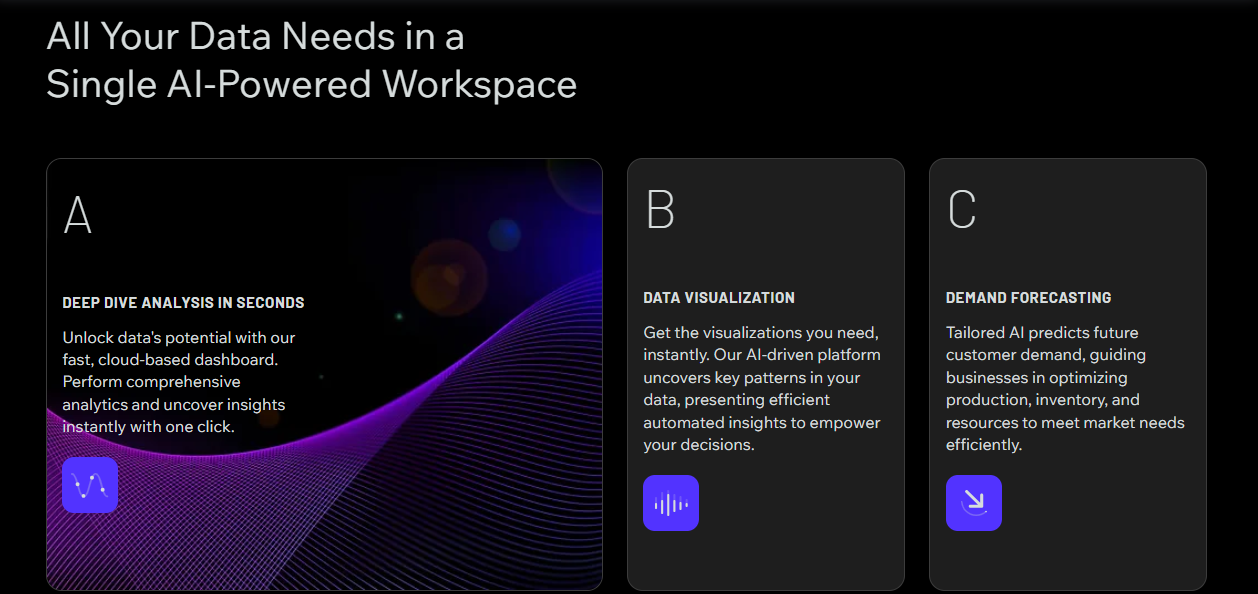 All Your Data Needs in a
Single AI-Powered Workspace
A
DEEP DIVE ANALYSIS IN SECONDS
Unlock data's potential with our
fast, cloud-based dashboard.
Perform comprehensive
analytics and uncover insights
instantly with one click.
B
DATA VISUALIZATION
Get the visualizations you need,
instantly. Our AI-driven platform
uncovers key patterns in your
data, presenting efficient
automated insights to empower
your decisions.
C
DEMAND FORECASTING
Tailored AI predicts future
customer demand, guiding
businesses in optimizing
production, inventory, and
resources to meet market needs
efficiently.